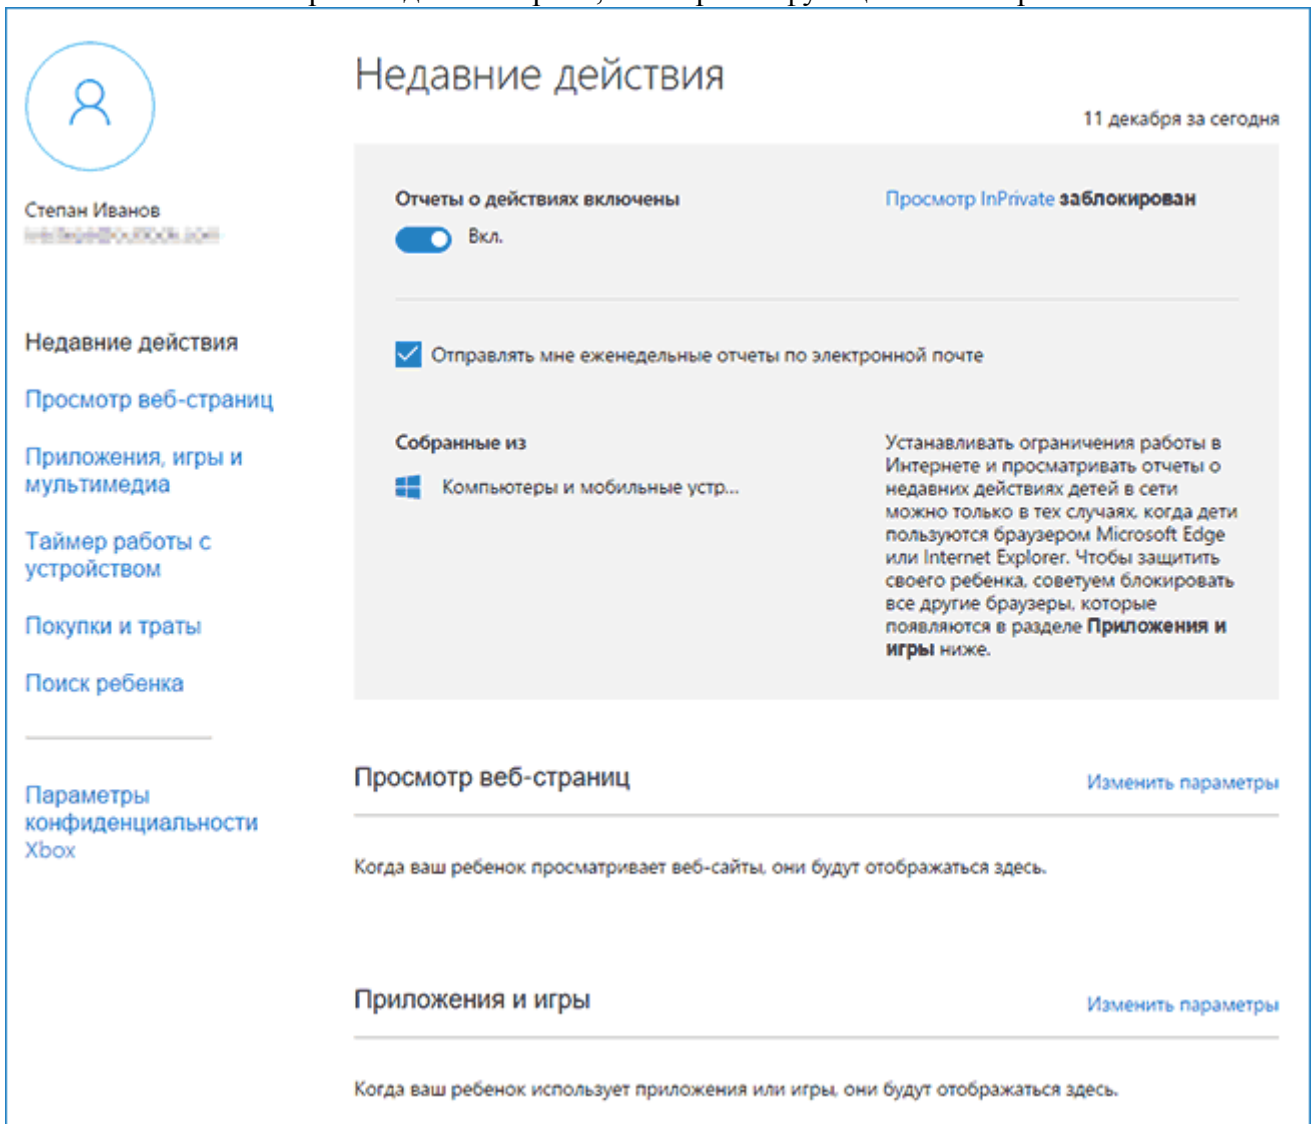 Недавние действия
11 декабря за сегодня
Степан Иванов
Недавние действия
Просмотр веб-страниц
Приложения, игры и
мультимедиа
Таймер работы с
устройством
Покупки и траты
Поиск ребенка
Параметры
конфиденциальности
Xbox
Отчеты о действиях включены
Вкл.
Просмотр InPrivate заблокирован
Отправлять мне еженедельные отчеты по электронной почте
Собранные из
Компьютеры и мобильные устр...
Устанавливать ограничения работы в
Интернете и просматривать отчеты о
недавних действиях детей в сети
можно только в тех случаях, когда дети
пользуются браузером Microsoft Edge
или Internet Explorer. Чтобы защитить
своего ребенка, советуем блокировать
все другие браузеры, которые
появляются в разделе Приложения и
игры ниже.
Просмотр веб-страниц
Изменить параметры
Когда ваш ребенок просматривает веб-сайты, они будут отображаться здесь.
Приложения и игры
Изменить параметры
Когда ваш ребенок использует приложения или игры, они будут отображаться здесь.